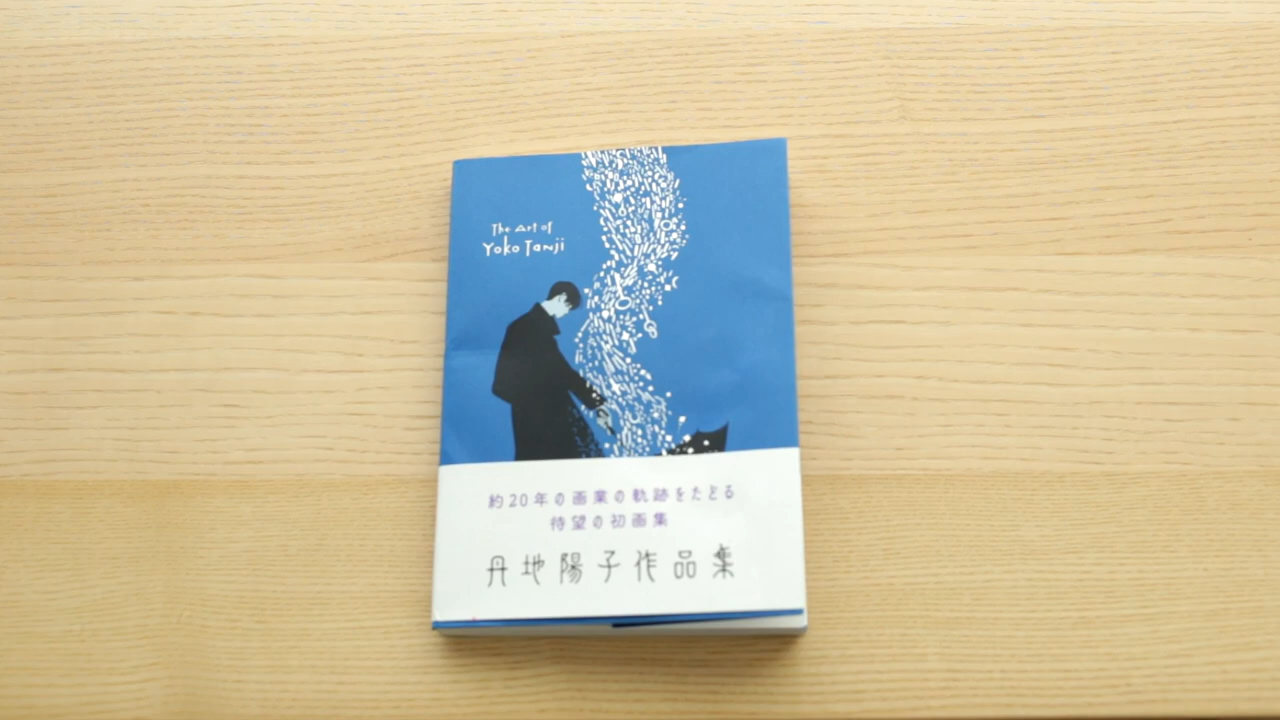 The Art of
Yoko Tanji
約20年の画業の軌跡をたどる
待望の初画集
丹地陽子作品集